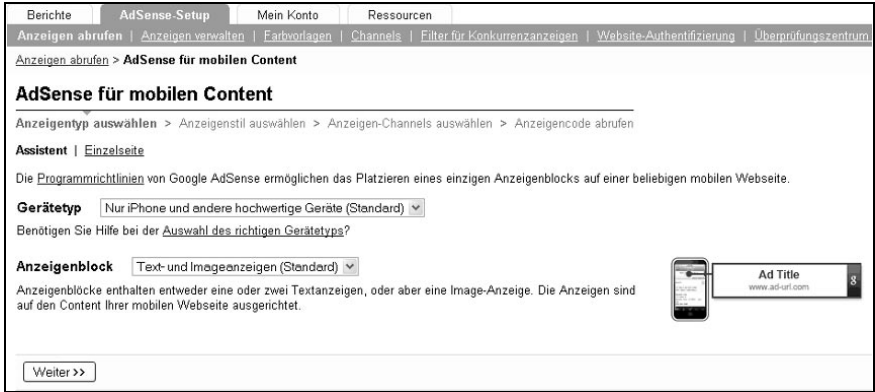 Berichte AdSense-Setup Mein Konto Ressourcen
Anzeigen abrufen | Anzeigen verwalten | Farbvorlagen | Channels | Filter für Konkurrenzanzeigen | Website-Authentifizierung | Überprüfungszentrum
Anzeigen abrufen > AdSense für mobilen Content
AdSense für mobilen Content
Anzeigentyp auswählen > Anzeigenstil auswählen > Anzeigen-Channels auswählen > Anzeigencode abrufen
Assistent | Einzelseite
Die Programmrichtlinien von Google AdSense ermöglichen das Platzieren eines einzigen Anzeigenblocks auf einer beliebigen mobilen Webseite.
Gerätetyp Nur iPhone und andere hochwertige Geräte (Standard)
Benötigen Sie Hilfe bei der Auswahl des richtigen Gerätetyps?
Anzeigenblock Text- und Imageanzeigen (Standard)
Anzeigenblöcke enthalten entweder eine oder zwei Textanzeigen, oder aber eine Image-Anzeige. Die Anzeigen sind
auf den Content Ihrer mobilen Webseite ausgerichtet.
Ad Title
www.ad-url.com
g
Weiter >>